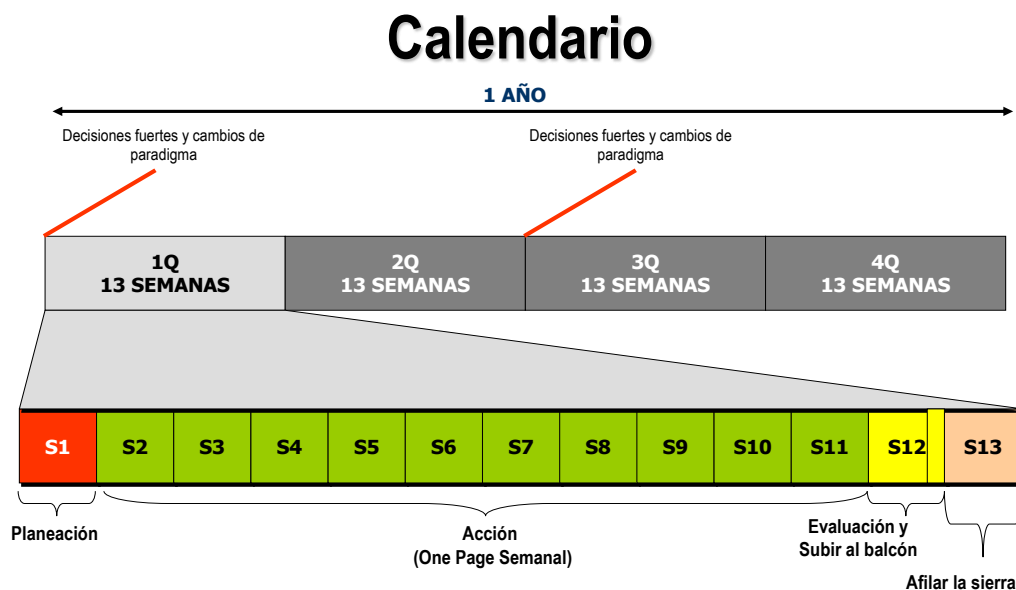 Calendario
1 AÑO
Decisiones fuertes y cambios de
paradigma
Decisiones fuertes y cambios de
paradigma
1Q
13 SEMANAS
2Q
13 SEMANAS
3Q
13 SEMANAS
4Q
13 SEMANAS
S1
S2
S3
S4
S5
S6
S7
S8
S9
S10
S11
S12
S13
Planeación
Acción
(One Page Semanal)
Evaluación y
Subir al balcón
Afilar la sierra